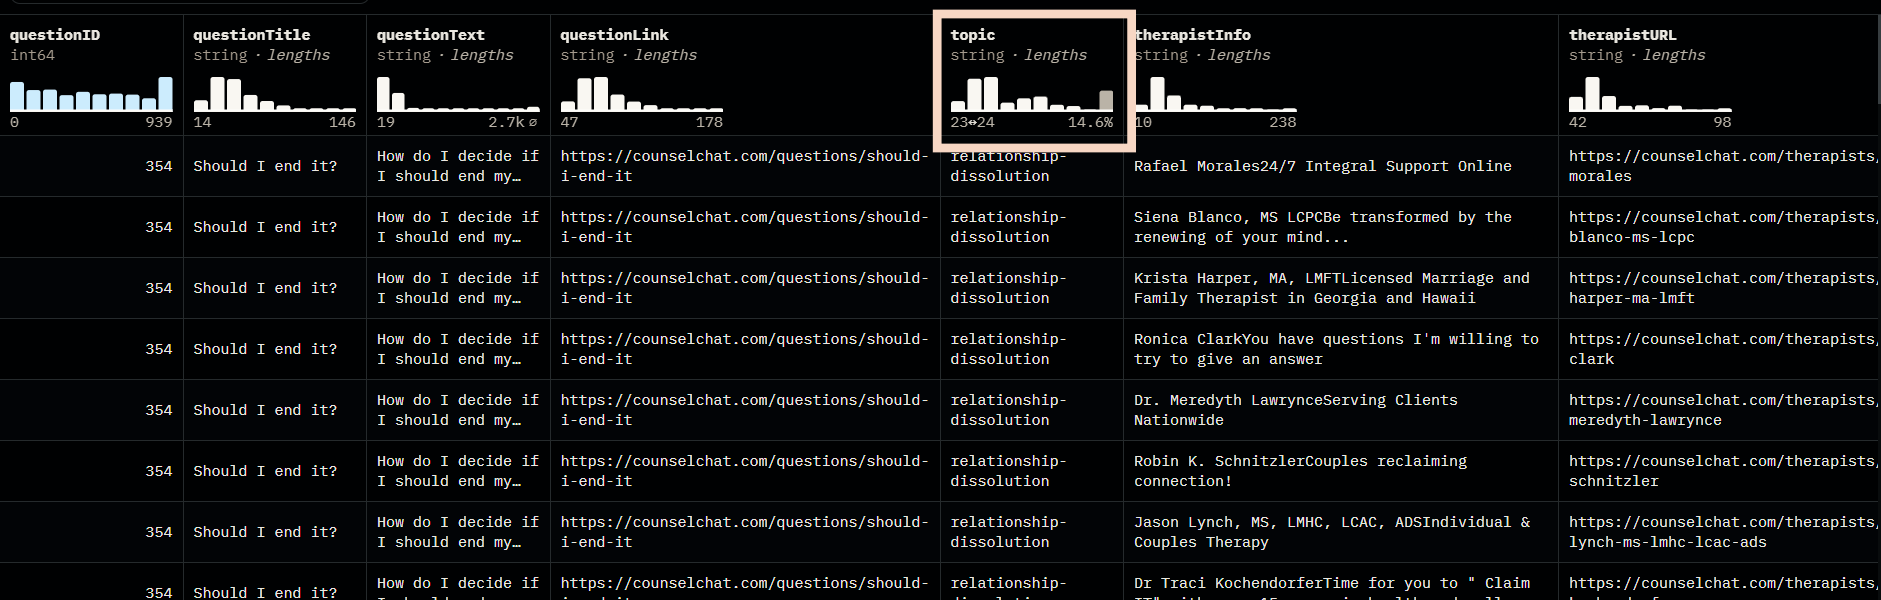 questionID questionTitle questionText questionLink topic therapistInfo therapistURL
int64 string · lengths string · lengths string · lengths string · lengths string · lengths string · lengths
0 939 14 146 19 2.7k ∅ 47 178 23↔24 14.6% 10 238 42 98
354 Should I end it? How do I decide if I should end my… https://counselchat.com/questions/should-i-end-it relationship-dissolution Rafael Morales24/7 Integral Support Online https://counselchat.com/therapists, morales
354 Should I end it? How do I decide if I should end my… https://counselchat.com/questions/should-i-end-it relationship-dissolution Siena Blanco, MS LCPCBe transformed by the renewing of your mind... https://counselchat.com/therapists, blanco-ms-lcpc
354 Should I end it? How do I decide if I should end my… https://counselchat.com/questions/should-i-end-it relationship-dissolution Krista Harper, MA, LMFTLicensed Marriage and Family Therapist in Georgia and Hawaii https://counselchat.com/therapists, harper-ma-lmft
354 Should I end it? How do I decide if I should end my… https://counselchat.com/questions/should-i-end-it relationship-dissolution Ronica ClarkYou have questions I'm willing to try to give an answer https://counselchat.com/therapists, clark
354 Should I end it? How do I decide if I should end my… https://counselchat.com/questions/should-i-end-it relationship-dissolution Dr. Meredyth LawrynceServing Clients Nationwide https://counselchat.com/therapists, meredyth-lawrynce
354 Should I end it? How do I decide if I should end my… https://counselchat.com/questions/should-i-end-it relationship-dissolution Robin K. SchnitzlerCouples reclaiming connection! https://counselchat.com/therapists, schnitzler
354 Should I end it? How do I decide if I should end my… https://counselchat.com/questions/should-i-end-it relationship-dissolution Jason Lynch, MS, LMHC, LCAC, ADSIndividual & Couples Therapy https://counselchat.com/therapists, lynch-ms-lmhc-lcac-ads
354 Should I end it? How do I decide if https://counselchat.com/questions/should- relationship- Dr Traci KochendorferTime for you to " Claim https://counselchat.com/therapists,